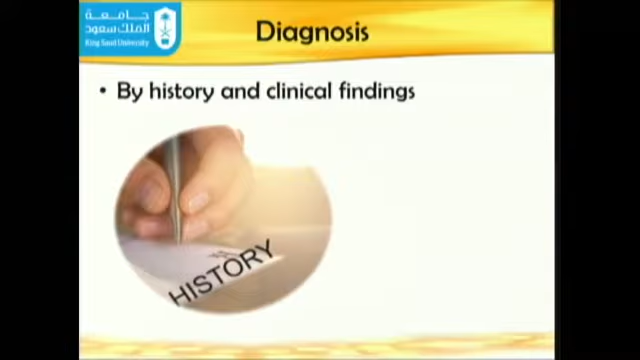 جامعة
الملك سعود
King Saud University
Diagnosis
• By history and clinical findings
HISTORY